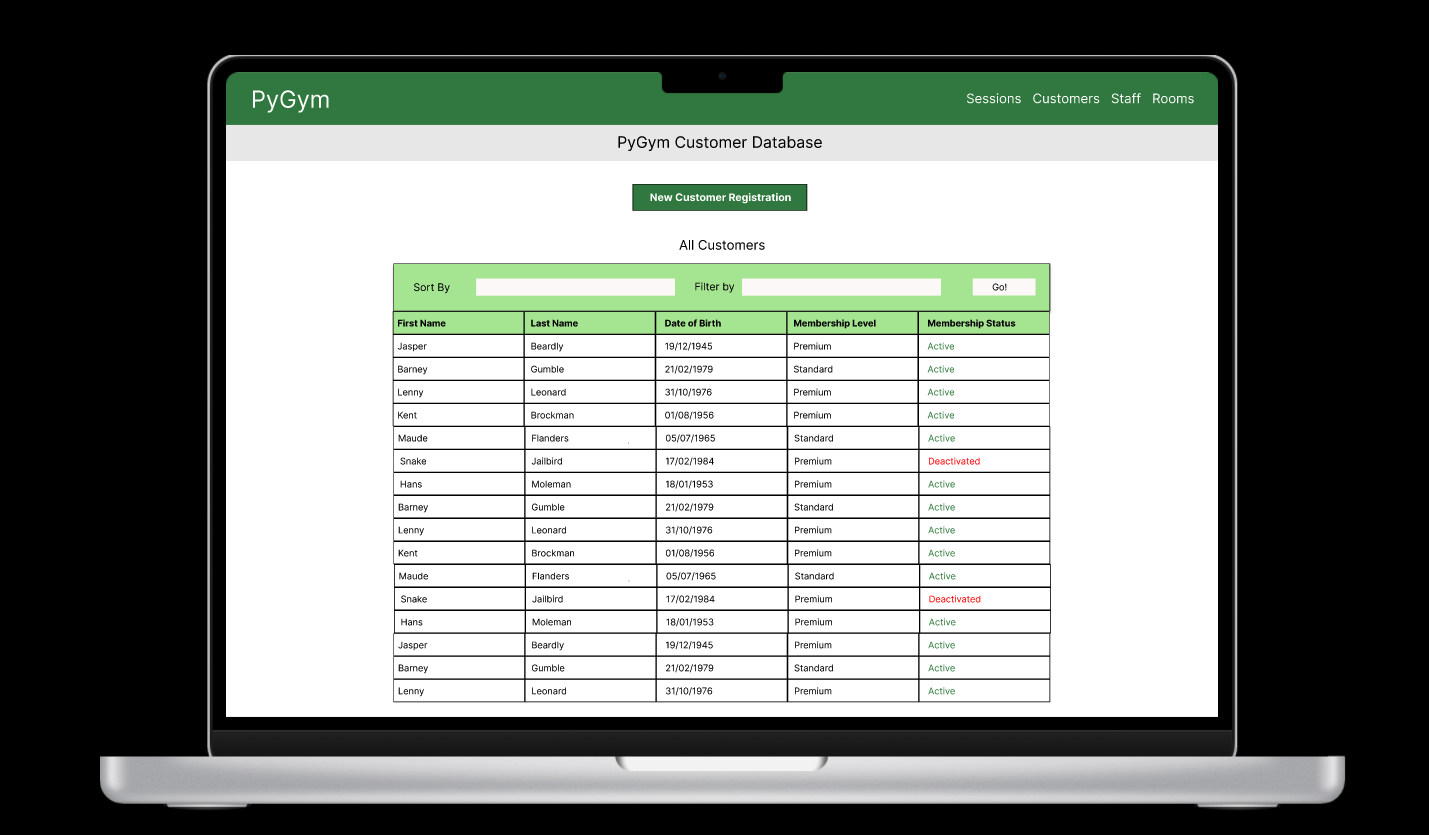 PyGym Sessions Customers Staff Rooms
PyGym Customer Database
New Customer Registration
All Customers
Sort By Filter by Go!
First Name Last Name Date of Birth Membership Level Membership Status
Jasper Beardly 19/12/1945 Premium Active
Barney Gumble 21/02/1979 Standard Active
Lenny Leonard 31/10/1976 Premium Active
Kent Brockman 01/08/1956 Premium Active
Maude Flanders 05/07/1965 Standard Active
Snake Jailbird 17/02/1984 Premium Deactivated
Hans Moleman 18/01/1953 Premium Active
Barney Gumble 21/02/1979 Standard Active
Lenny Leonard 31/10/1976 Premium Active
Kent Brockman 01/08/1956 Premium Active
Maude Flanders 05/07/1965 Standard Active
Snake Jailbird 17/02/1984 Premium Deactivated
Hans Moleman 18/01/1953 Premium Active
Jasper Beardly 19/12/1945 Premium Active
Barney Gumble 21/02/1979 Standard Active
Lenny Leonard 31/10/1976 Premium Active